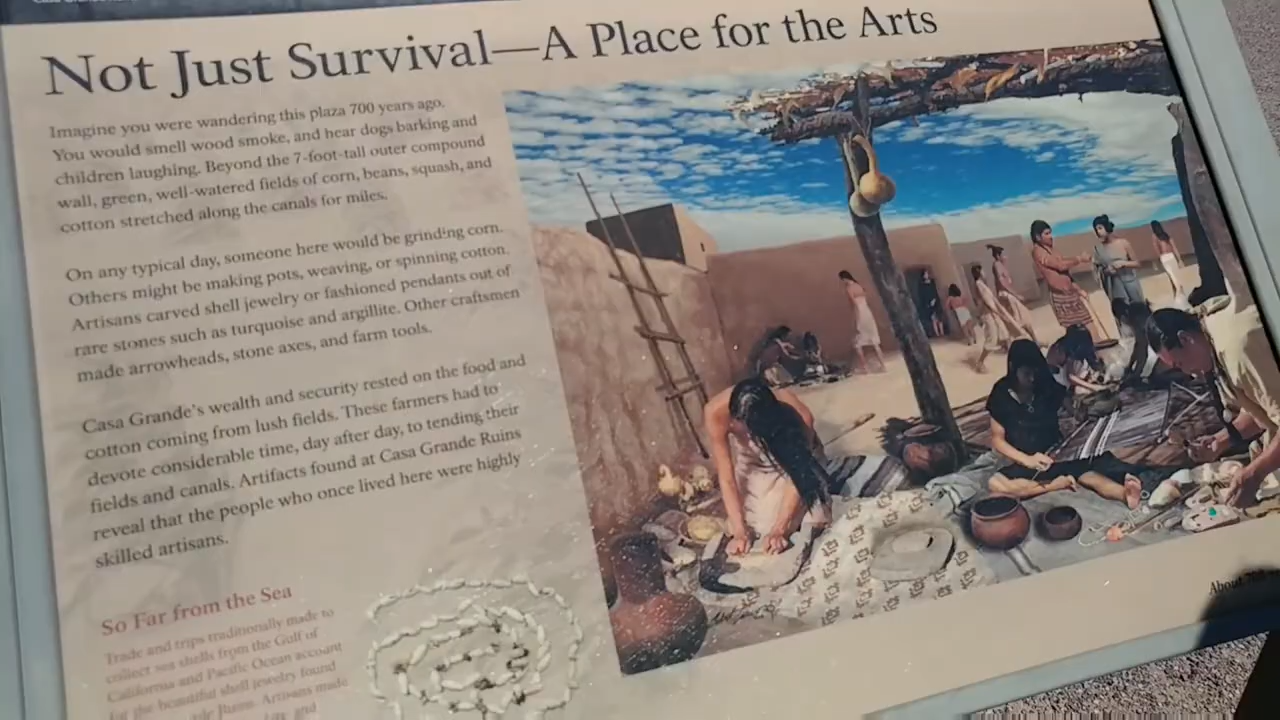 Not Just Survival—A Place for the Arts
Imagine you were wandering this plaza 700 years ago.
You would smell wood smoke, and hear dogs barking and
children laughing. Beyond the 7-foot-tall outer compound
wall, green, well-watered fields of corn, beans, squash, and
cotton stretched along the canals for miles.
On any typical day, someone here would be grinding corn.
Others might be making pots, weaving, or spinning cotton.
Artisans carved shell jewelry or fashioned pendants out of
rare stones such as turquoise and argillite. Other craftsmen
made arrowheads, stone axes, and farm tools.
Casa Grande's wealth and security rested on the food and
cotton coming from lush fields. These farmers had to
devote considerable time, day after day, to tending their
fields and canals. Artifacts found at Casa Grande Ruins
reveal that the people who once lived here were highly
skilled artisans.
So Far from the Sea
Trade and trips traditionally made to
collect sea shells from the Gulf of
California and Pacific Ocean account
for the beautiful shell jewelry found
Ruins. Artisans made
and
About